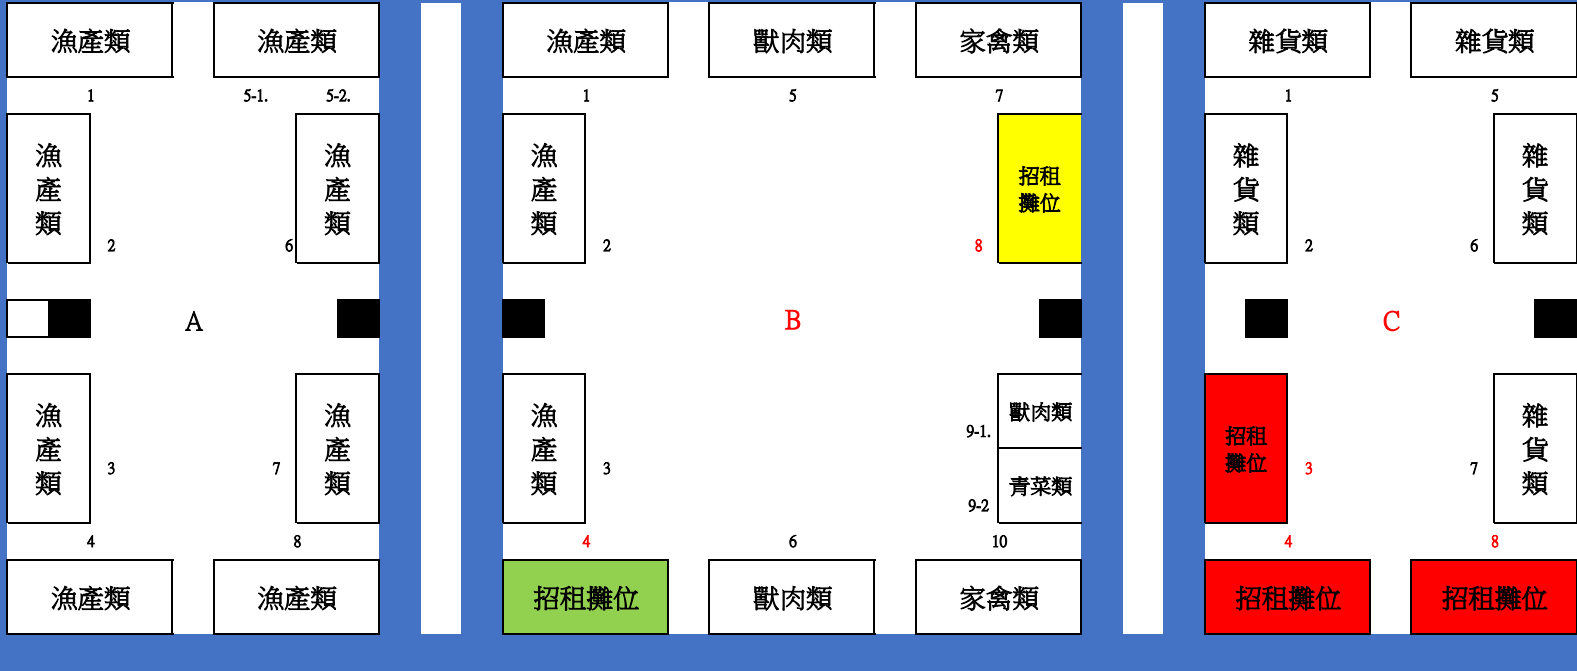 漁產類 漁產類 漁產類 獸肉類 家禽類 雜貨類 雜貨類
1 5-1. 5-2. 1 5 7 1 5
漁產類 漁產類 漁產類 招租攤位 雜貨類 雜貨類
2 6 2 8 2 6
A B C
漁產類 漁產類 漁產類 獸肉類 招租攤位 雜貨類
9-1.
3 7 3 青菜類 3 7
9-2
4 8 4 6 10 4 8
漁產類 漁產類 招租攤位 獸肉類 家禽類 招租攤位 招租攤位